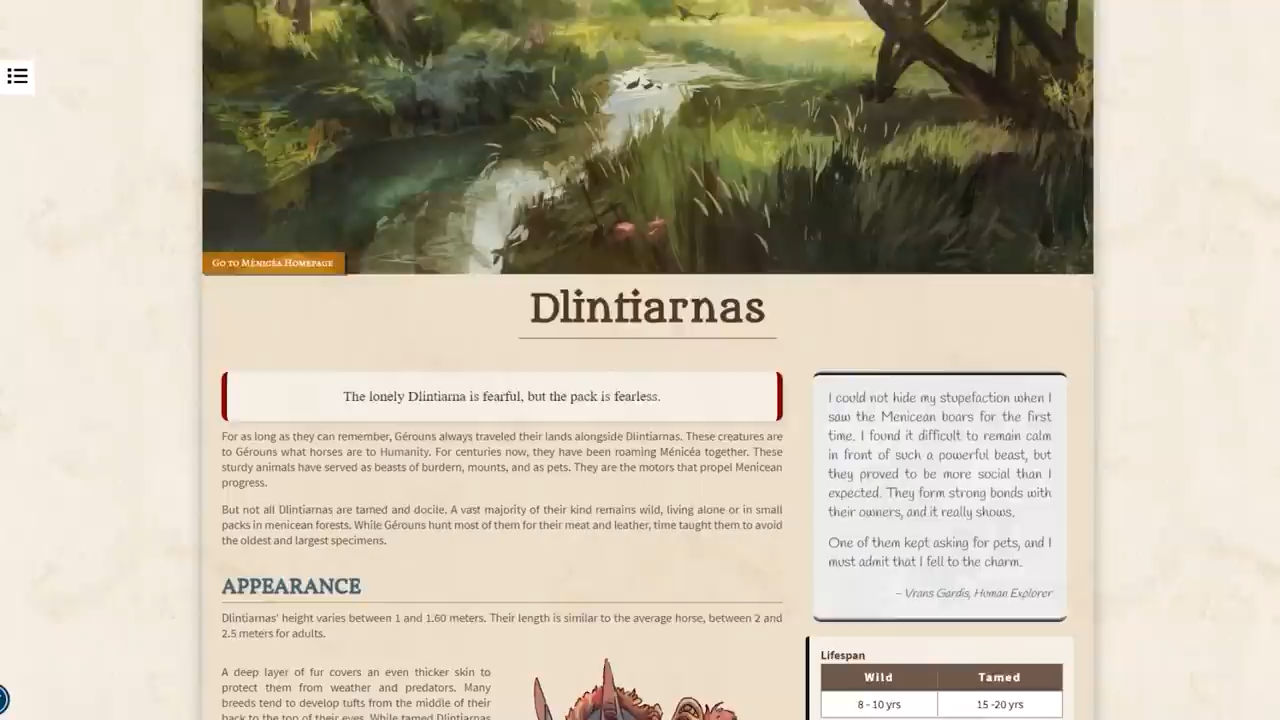 Go to Ménicéa Homepage
Dlintiarnas
The lonely Dlintiarna is fearful, but the pack is fearless.
For as long as they can remember, Gérouns always traveled their lands alongside Dlintiarnas. These creatures are
to Gérouns what horses are to Humanity. For centuries now, they have been roaming Ménicéa together. These
sturdy animals have served as beasts of burdern, mounts, and as pets. They are the motors that propel Menicean
progress.
But not all Dlintiarnas are tamed and docile. A vast majority of their kind remains wild, living alone or in small
packs in menicean forests. While Gérouns hunt most of them for their meat and leather, time taught them to avoid
the oldest and largest specimens.
APPEARANCE
Dlintiarnas' height varies between 1 and 1.60 meters. Their length is similar to the average horse, between 2 and
2.5 meters for adults.
A deep layer of fur covers an even thicker skin to
protect them from weather and predators. Many
breeds tend to develop tufts from the middle of their
back to the top of their eyes. While tamed Dlintiarnas
I could not hide my stupefaction when I
saw the Menicean boars for the first
time. I found it difficult to remain calm
in front of such a powerful beast, but
they proved to be more social than I
expected. They form strong bonds with
their owners, and it really shows.
One of them kept asking for pets, and I
must admit that I fell to the charm.
– Vrans Gardis, Homan Explorer
Lifespan
Wild Tamed
8 - 10 yrs 15 -20 yrs